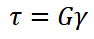 τ = Gγ